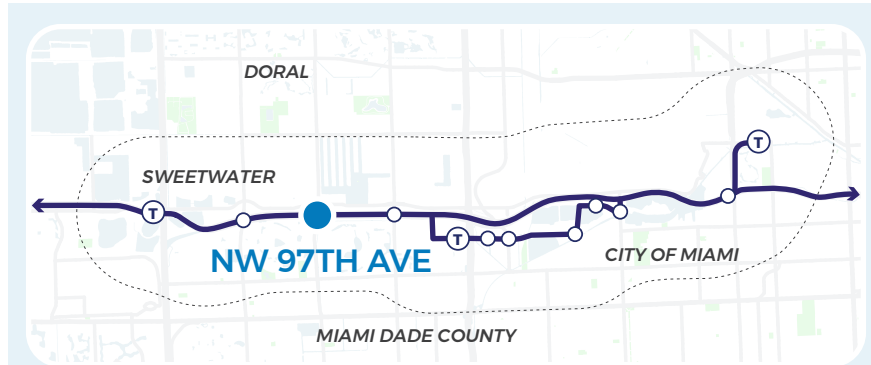 DORAL
T
SWEETWATER
T
NW 97TH AVE
T
CITY OF MIAMI
MIAMI DADE COUNTY